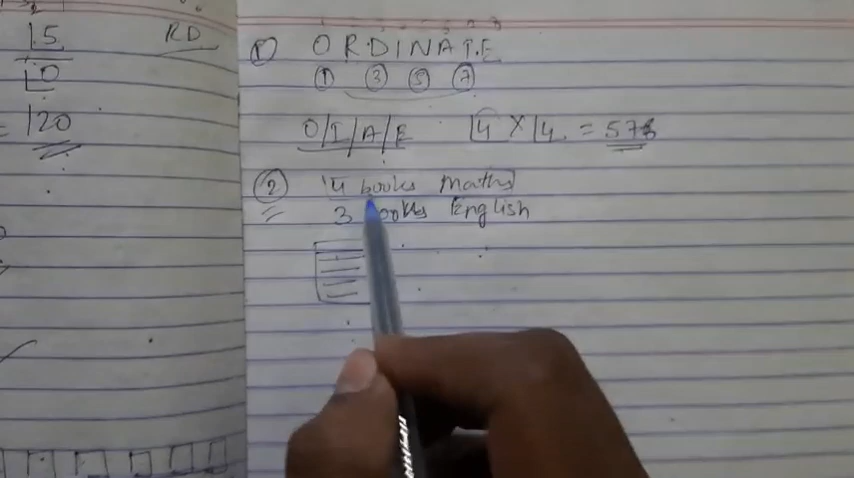 15
RD
10
= 120
① ORDINATE
① ③ ⑤ ⑦
O/I/A/E 4 × 4 = 576
② 4 books Maths
3 books English